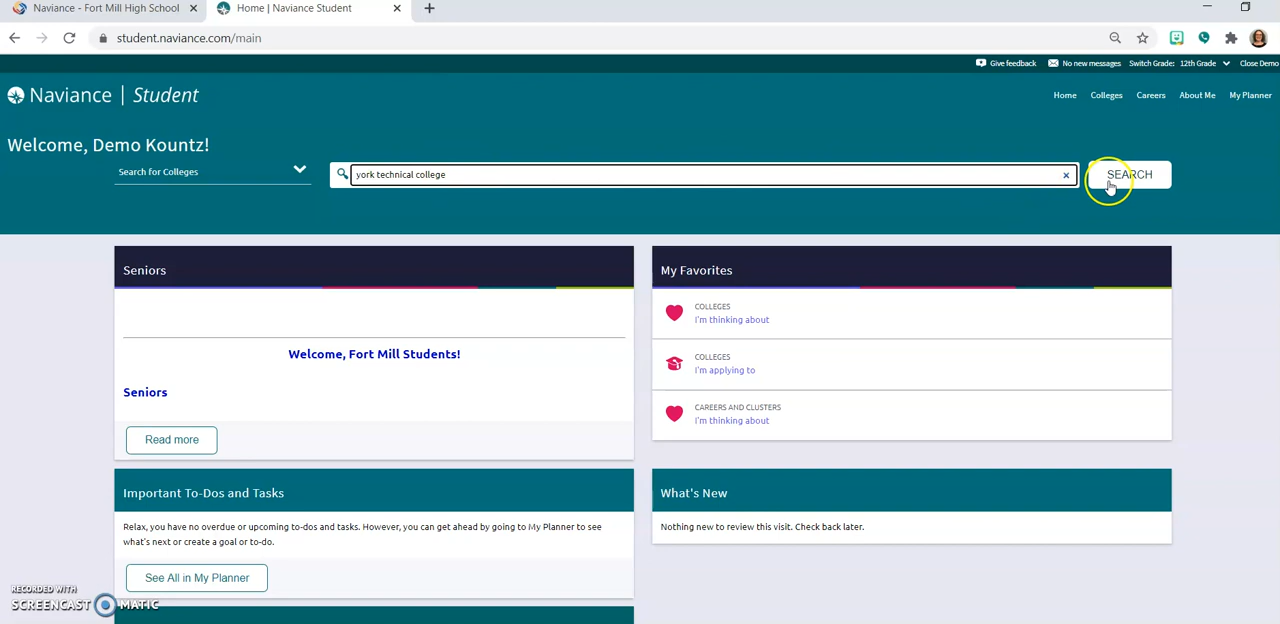 Naviance - Fort Mill High School
Home | Naviance Student
student.naviance.com/main
Give feedback
No new messages
Switch Grade: 12th Grade
Close Demo
Naviance | Student
Home
Colleges
Careers
About Me
My Planner
Welcome, Demo Kountz!
Search for Colleges
york technical college
SEARCH
Seniors
Welcome, Fort Mill Students!
Seniors
Read more
My Favorites
COLLEGES
I'm thinking about
COLLEGES
I'm applying to
CAREERS AND CLUSTERS
I'm thinking about
Important To-Dos and Tasks
Relax, you have no overdue or upcoming to-dos and tasks. However, you can get ahead by going to My Planner to see
what's next or create a goal or to-do.
See All in My Planner
What's New
Nothing new to review this visit. Check back later.
RECORDED WITH
SCREENCAST MATIC